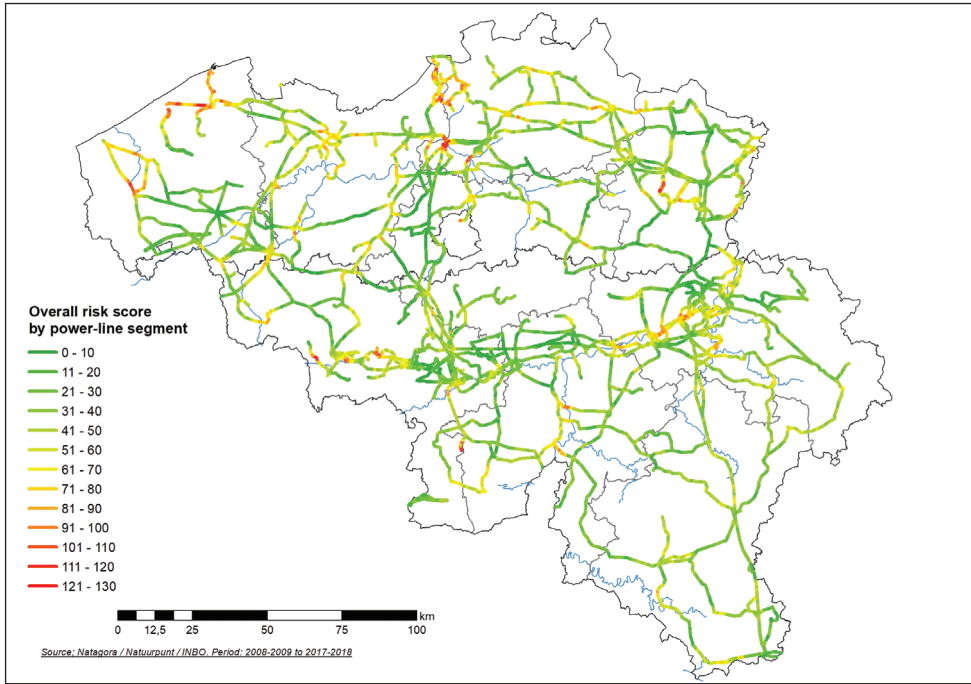 Overall risk score
by power-line segment
0 - 10
11 - 20
21 - 30
31 - 40
41 - 50
51 - 60
61 - 70
71 - 80
81 - 90
91 - 100
101 - 110
111 - 120
121 - 130
km
0 12,5 25 50 75 100
Source; Natagora / Natuurpunt / INBO. Period: 2008-2009 to 2017-2018